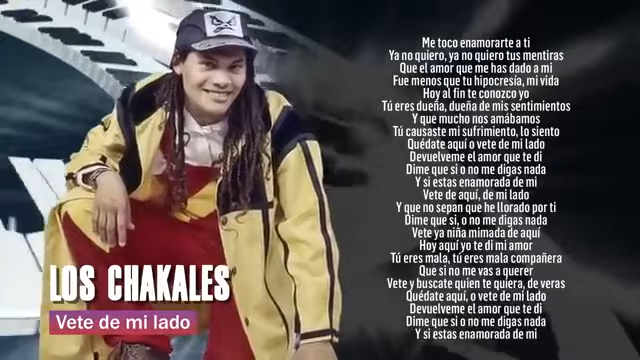 Me toco enamorarte a ti
Ya no quiero, ya no quiero tus mentiras
Que el amor que me has dado a mi
Fue menos que tu hipocresía, mi vida
Hoy al fin te conozco yo
Tú eres dueña, dueña de mis sentimientos
Y que mucho nos amábamos
Tú causaste mi sufrimiento, lo siento
Quédate aquí o vete de mi lado
Devuelveme el amor que te di
Dime que si o no me digas nada
Y si estas enamorada de mi
Vete de aquí, de mi lado
Y que no sepan que he llorado por ti
Dime que si, o no me digas nada
Vete ya niña mimada de aquí
Hoy aquí yo te di mi amor
Tú eres mala, tú eres mala compañera
Que si no me vas a querer
Vete y buscate quien te quiera, de veras
Quédate aquí, o vete de mi lado
Devuelveme el amor que te di
Dime que si o no me digas nada
Y si estas enamorada de mi
LOS CHAKALES
Vete de mi lado